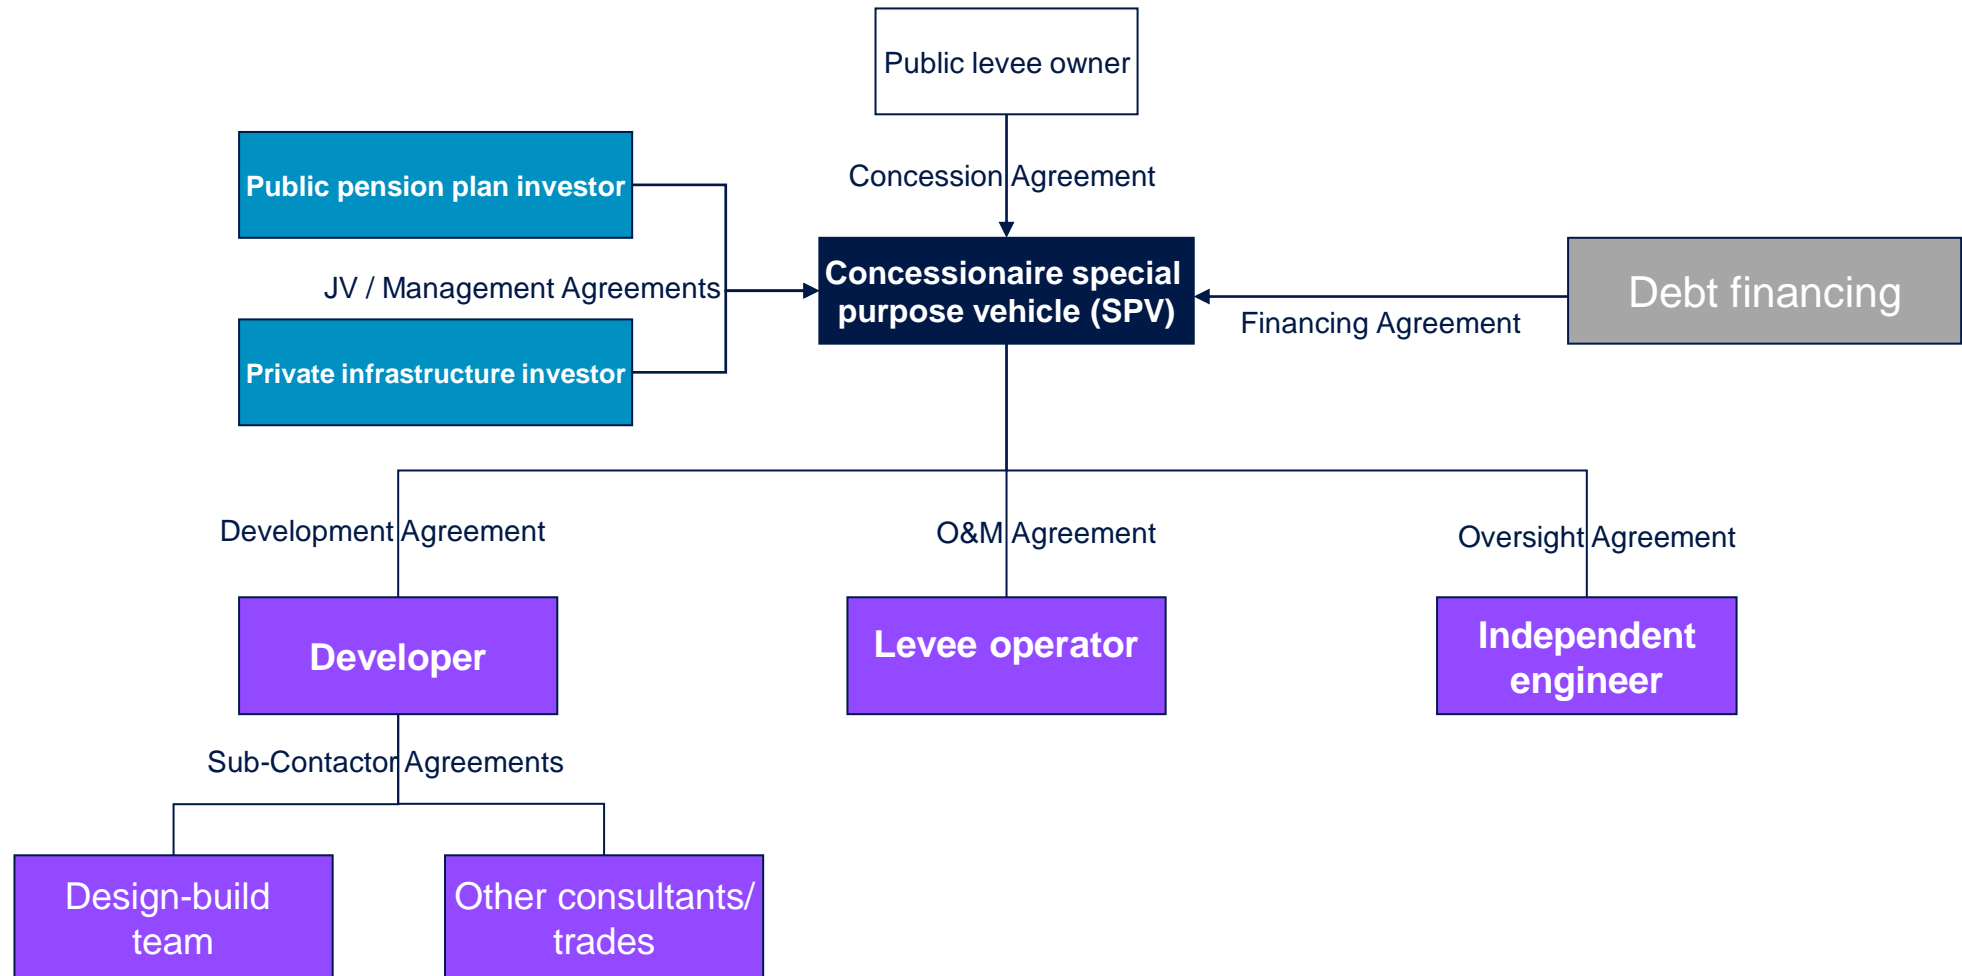 Public levee owner
Concession Agreement
Public pension plan investor
JV / Management Agreements
Private infrastructure investor
Concessionaire special
purpose vehicle (SPV)
Debt financing
Financing Agreement
Development Agreement
O&M Agreement
Oversight Agreement
Developer
Levee operator
Independent
engineer
Sub-Contactor Agreements
Design-build
team
Other consultants/
trades